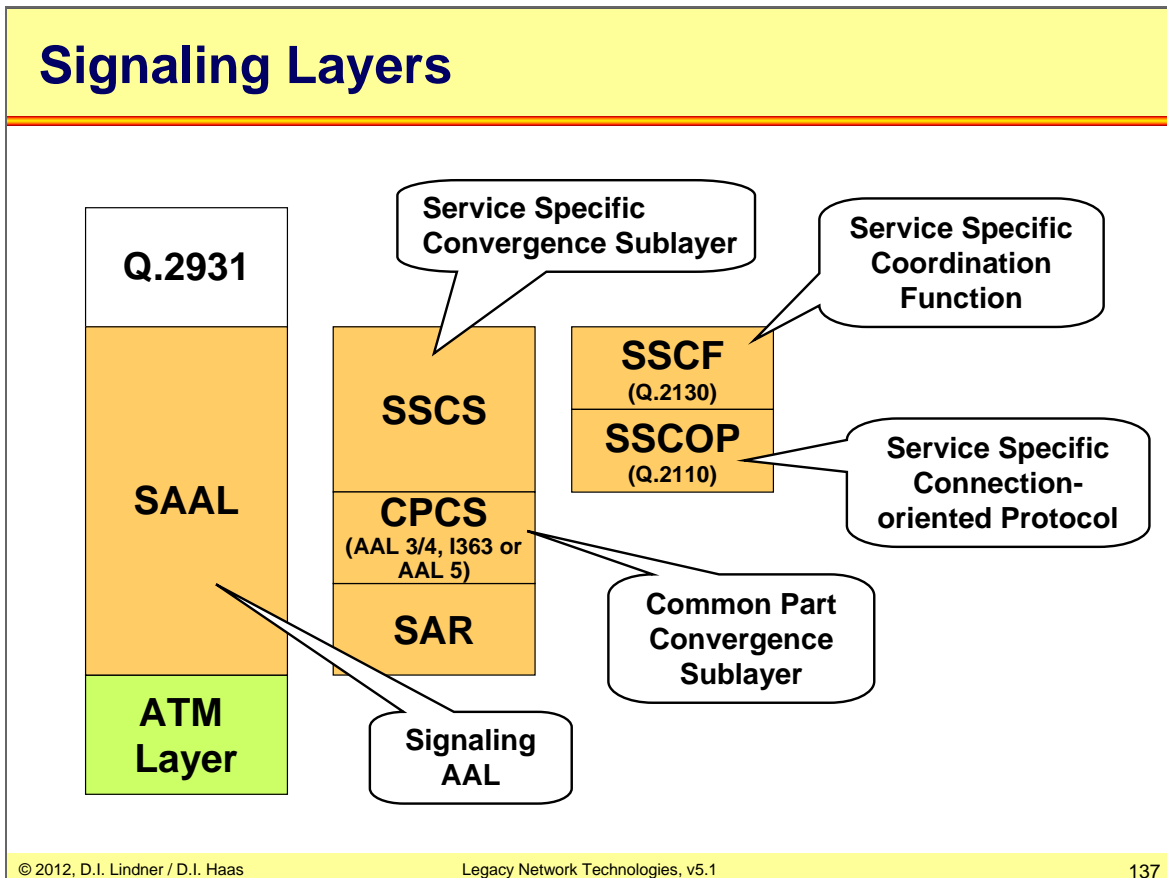 Signaling Layers
Q.2931
SAAL
ATM
Layer
Service Specific
Convergence Sublayer
SSCS
CPCS
(AAL 3/4, I363 or
AAL 5)
SAR
Signaling
AAL
Service Specific
Coordination
Function
SSCF
(Q.2130)
SSCOP
(Q.2110)
Service Specific
Connection-
oriented Protocol
Common Part
Convergence
Sublayer
© 2012, D.I. Lindner / D.I. Haas
Legacy Network Technologies, v5.1
137